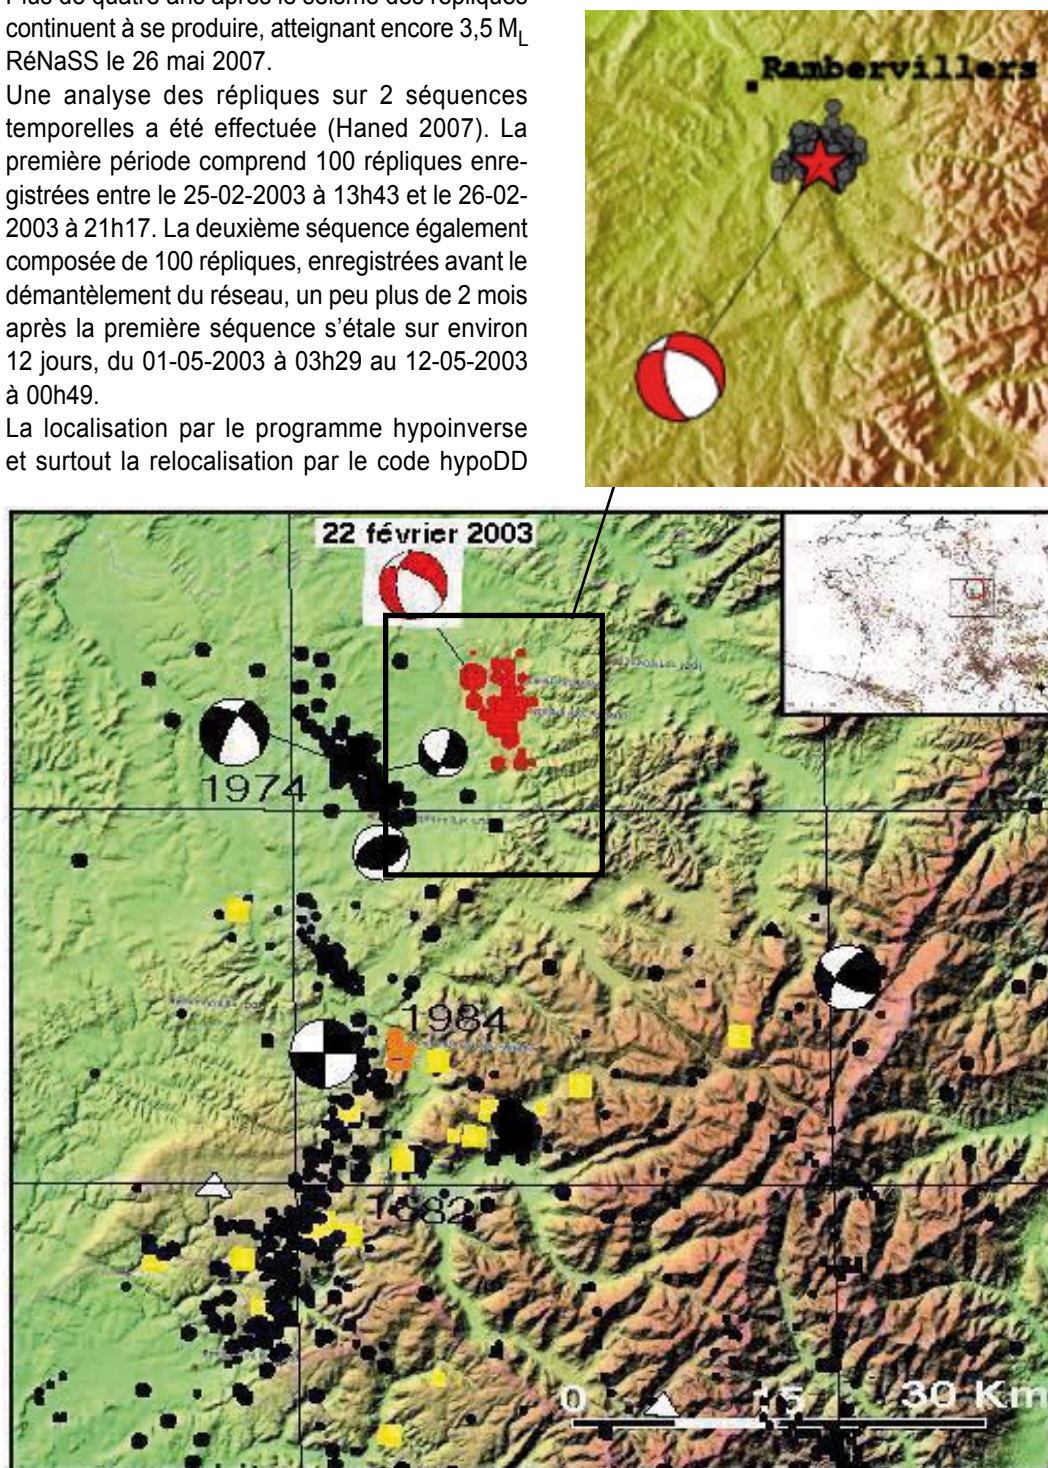 Plus de quatre ans après le séisme des répliques
continuent à se produire, atteignant encore 3,5 M_L
RéNaSS le 26 mai 2007.
Une analyse des répliques sur 2 séquences
temporelles a été effectuée (Haned 2007). La
première période comprend 100 répliques enre-
gistrées entre le 25-02-2003 à 13h43 et le 26-02-
2003 à 21h17. La deuxième séquence également
composée de 100 répliques, enregistrées avant le
démantèlement du réseau, un peu plus de 2 mois
après la première séquence s’étale sur environ
12 jours, du 01-05-2003 à 03h29 au 12-05-2003
à 00h49.
La localisation par le programme hypoinverse
et surtout la relocalisation par le code hypoDD
Rambervillers
22 février 2003
1974
1984
1682
0 15 30 Km